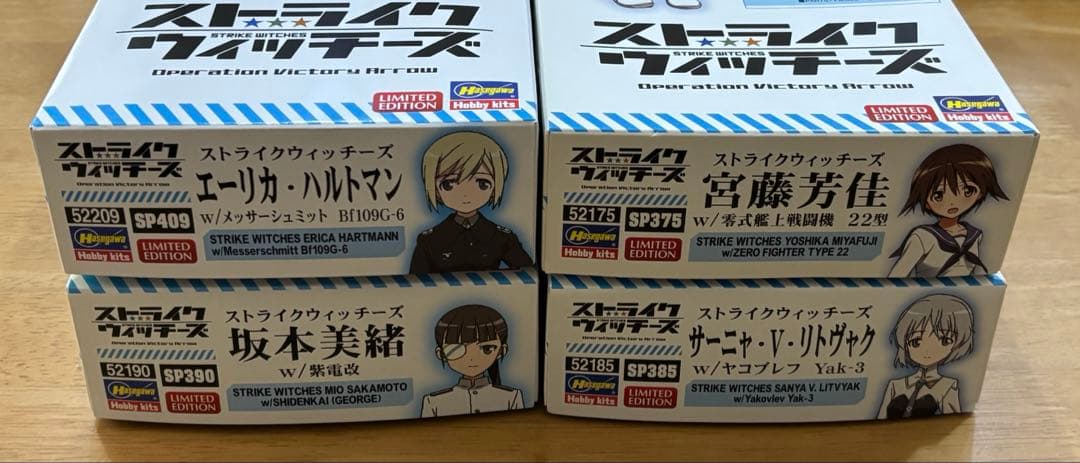 ストライク
STRIKE WITCHES
ウィッチーズ
Operation Victory Arrow
LIMITED
EDITION
Hasegawa
Hobby kits
ストライク
STRIKE WITCHES
ウィッチーズ
Operation Victory Arrow
LIMITED
EDITION
Hasegawa
Hobby kits
ストライク
ウィッチーズ
Operation Victory Arrow
52209
SP409
Hasegawa
Hobby kits
LIMITED
EDITION
ストライクウィッチーズ
エーリカ・ハルトマン
w/メッサーシュミット Bf109G-6
STRIKE WITCHES ERICA HARTMANN
w/Messerschmitt Bf109G-6
ストライク
ウィッチーズ
Operation Victory Arrow
52175
SP375
Hasegawa
Hobby kits
LIMITED
EDITION
ストライクウィッチーズ
宮藤芳佳
w/零式艦上戦闘機 22型
STRIKE WITCHES YOSHIKA MIYAFUJI
w/ZERO FIGHTER TYPE 22
ストライク
ウィッチーズ
Operation Victory Arrow
52190
SP390
Hasegawa
Hobby kits
LIMITED
EDITION
ストライクウィッチーズ
坂本美緒
w/紫電改
STRIKE WITCHES MIO SAKAMOTO
w/SHIDENKAI (GEORGE)
ストライク
ウィッチーズ
Operation Victory Arrow
52185
SP385
Hasegawa
Hobby kits
LIMITED
EDITION
ストライクウィッチーズ
サーニャ・V・リトヴャク
w/ヤコブレフ Yak-3
STRIKE WITCHES SANYA V. LITVYAK
w/Yakovlev Yak-3